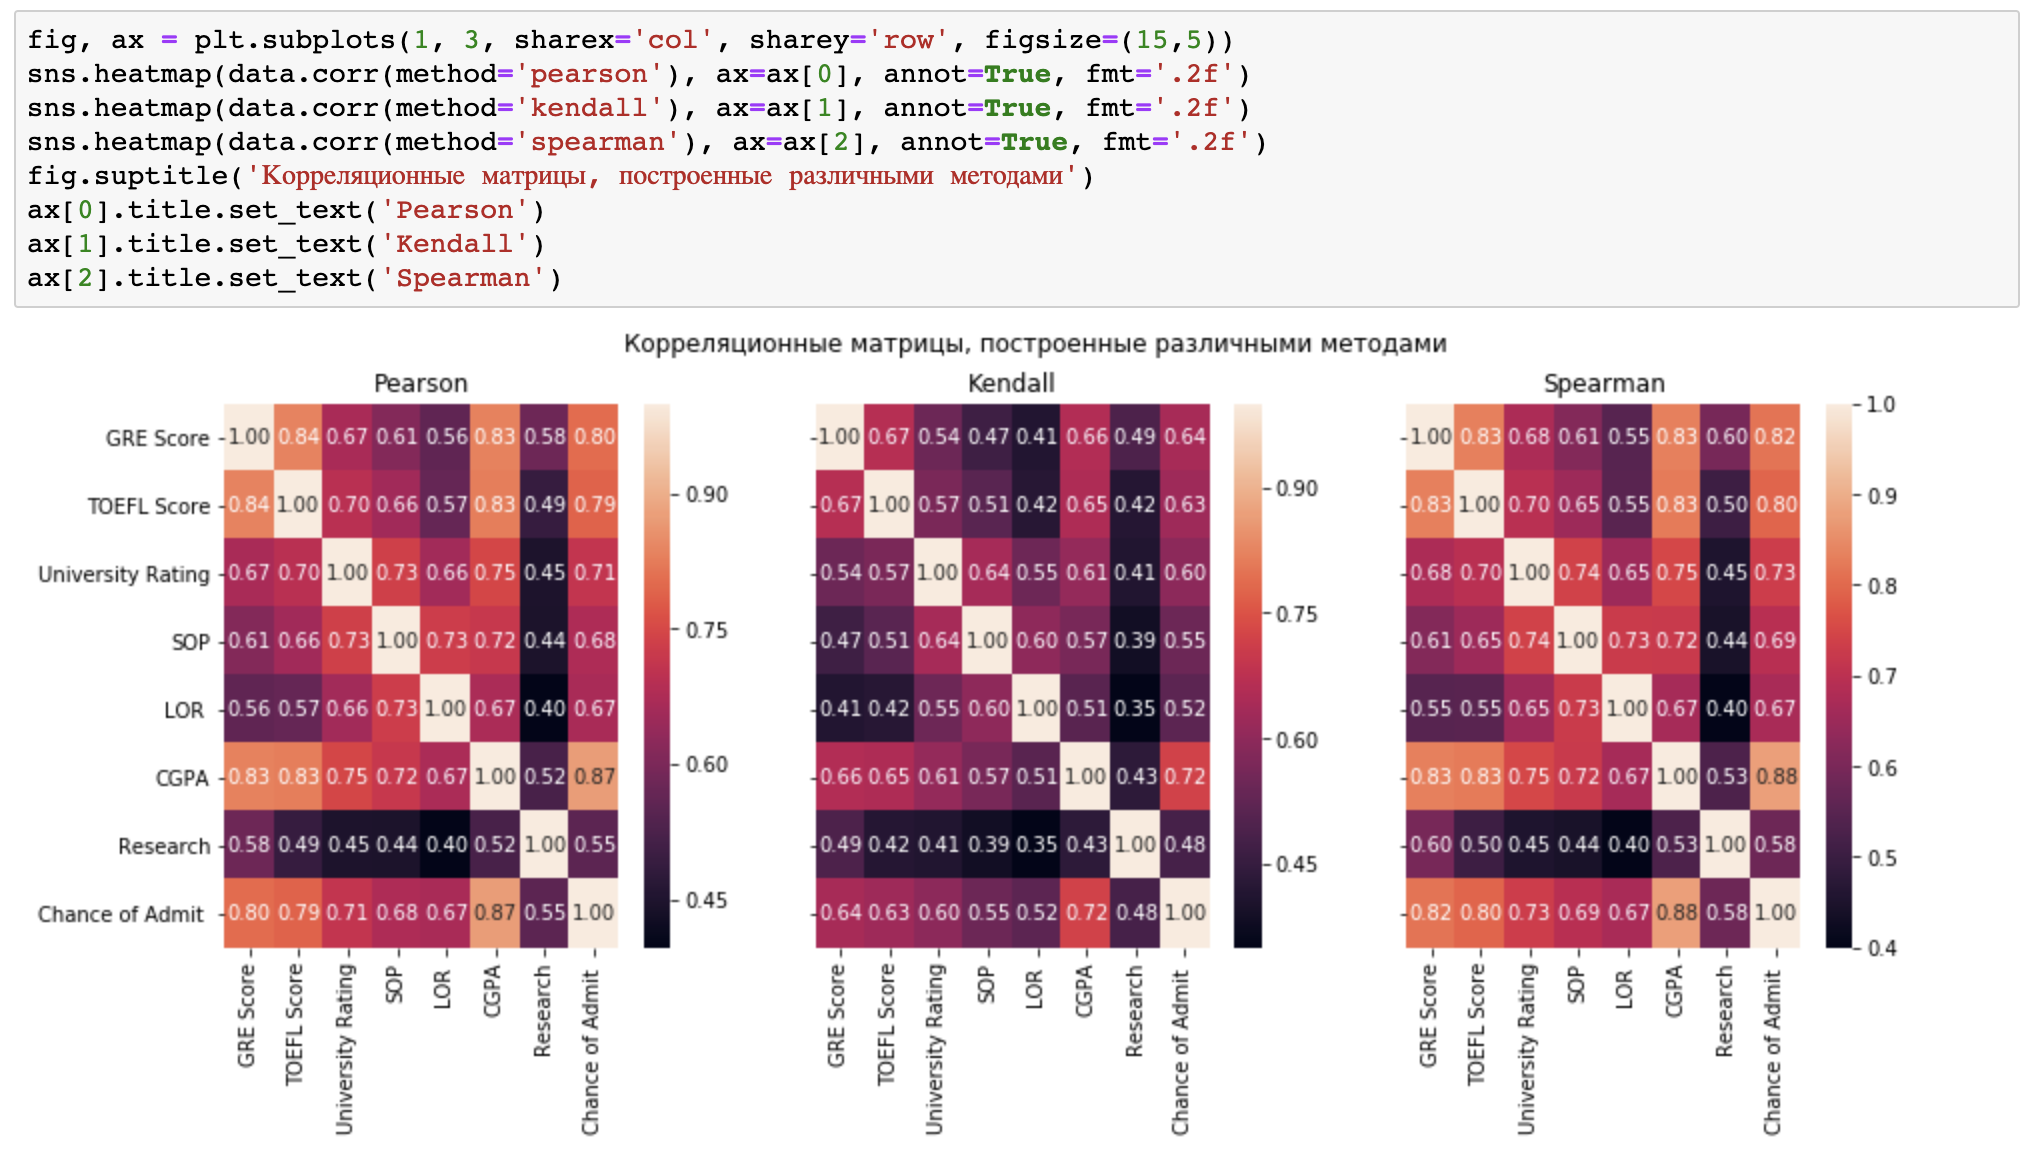 fig, ax = plt.subplots(1, 3, sharex='col', sharey='row', figsize=(15,5))
sns.heatmap(data.corr(method='pearson'), ax=ax[0], annot=True, fmt='.2f')
sns.heatmap(data.corr(method='kendall'), ax=ax[1], annot=True, fmt='.2f')
sns.heatmap(data.corr(method='spearman'), ax=ax[2], annot=True, fmt='.2f')
fig.suptitle('Корреляционные матрицы, построенные различными методами')
ax[0].title.set_text('Pearson')
ax[1].title.set_text('Kendall')
ax[2].title.set_text('Spearman')
Корреляционные матрицы, построенные различными методами
Pearson
GRE Score 1.00 0.84 0.67 0.61 0.56 0.83 0.58 0.80
TOEFL Score 0.84 1.00 0.70 0.66 0.57 0.83 0.49 0.79
University Rating 0.67 0.70 1.00 0.73 0.66 0.75 0.45 0.71
SOP 0.61 0.66 0.73 1.00 0.73 0.72 0.44 0.68
LOR 0.56 0.57 0.66 0.73 1.00 0.67 0.40 0.67
CGPA 0.83 0.83 0.75 0.72 0.67 1.00 0.52 0.87
Research 0.58 0.49 0.45 0.44 0.40 0.52 1.00 0.55
Chance of Admit 0.80 0.79 0.71 0.68 0.67 0.87 0.55 1.00
GRE Score
TOEFL Score
University Rating
SOP
LOR
CGPA
Research
Chance of Admit
0.90
0.75
0.60
0.45
Kendall
1.00 0.67 0.54 0.47 0.41 0.66 0.49 0.64
0.67 1.00 0.57 0.51 0.42 0.65 0.42 0.63
0.54 0.57 1.00 0.64 0.55 0.61 0.41 0.60
0.47 0.51 0.64 1.00 0.60 0.57 0.39 0.55
0.41 0.42 0.55 0.60 1.00 0.51 0.35 0.52
0.66 0.65 0.61 0.57 0.51 1.00 0.43 0.72
0.49 0.42 0.41 0.39 0.35 0.43 1.00 0.48
0.64 0.63 0.60 0.55 0.52 0.72 0.48 1.00
GRE Score
TOEFL Score
University Rating
SOP
LOR
CGPA
Research
Chance of Admit
0.90
0.75
0.60
0.45
Spearman
1.00 0.83 0.68 0.61 0.55 0.83 0.60 0.82
0.83 1.00 0.70 0.65 0.55 0.83 0.50 0.80
0.68 0.70 1.00 0.74 0.65 0.75 0.45 0.73
0.61 0.65 0.74 1.00 0.73 0.72 0.44 0.69
0.55 0.55 0.65 0.73 1.00 0.67 0.40 0.67
0.83 0.83 0.75 0.72 0.67 1.00 0.53 0.88
0.60 0.50 0.45 0.44 0.40 0.53 1.00 0.58
0.82 0.80 0.73 0.69 0.67 0.88 0.58 1.00
GRE Score
TOEFL Score
University Rating
SOP
LOR
CGPA
Research
Chance of Admit
1.0
0.9
0.8
0.7
0.6
0.5
0.4